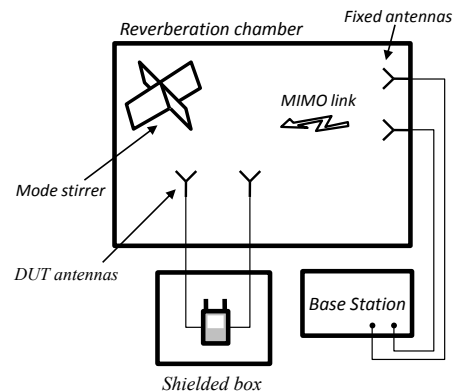 Fixed antennas
Reverberation chamber
MIMO link
Mode stirrer
DUT antennas
Base Station
Shielded box